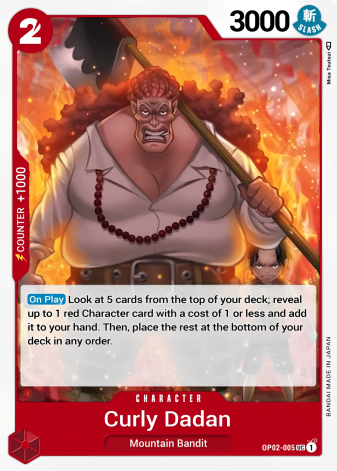 2
3000
斬
SLASH
Mine Tsutsui
COUNTER +1000
On Play Look at 5 cards from the top of your deck; reveal
up to 1 red Character card with a cost of 1 or less and add
it to your hand. Then, place the rest at the bottom of your
deck in any order.
BANDAI MADE IN JAPAN
CHARACTER
Curly Dadan
Mountain Bandit
OP02-005 UC 1